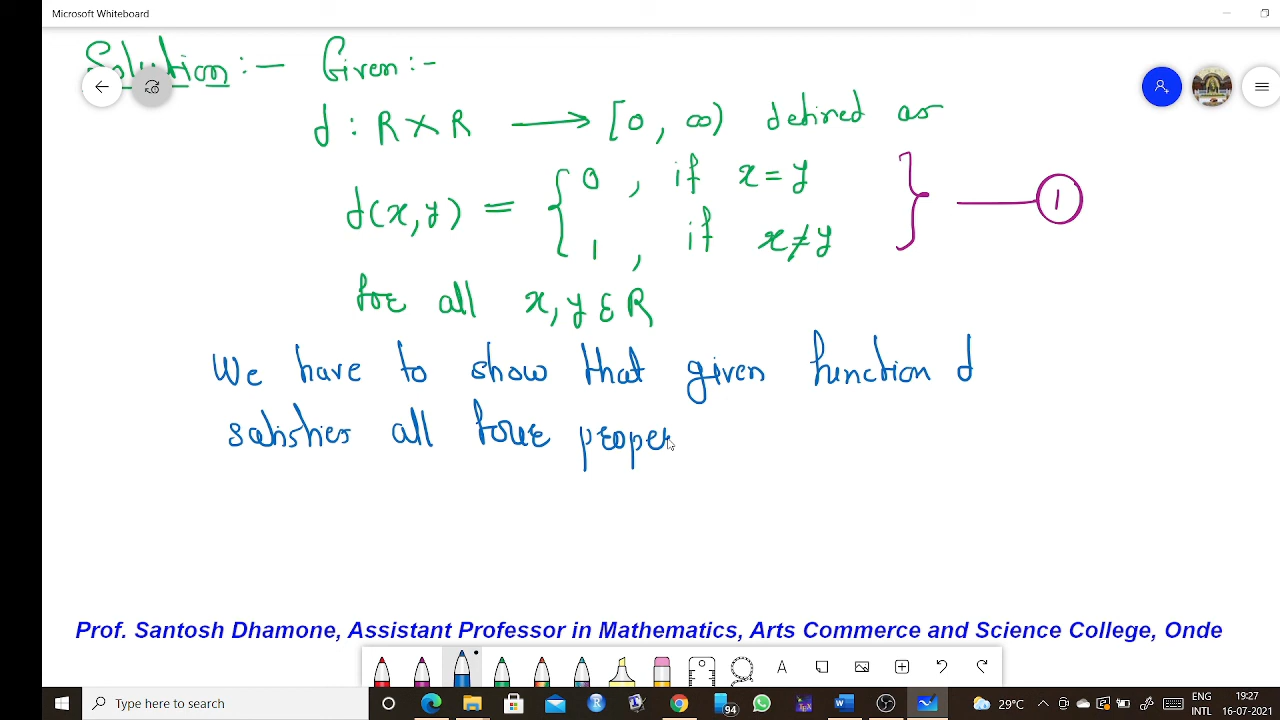 Microsoft Whiteboard
Solution :- Given :-
d : R X R → [0, ∞) defined as
d(x,y) = { 0 , if x = y
1 , if x ≠ y } — 1
for all x, y ε R
We have to show that given function d
satisfies all four proper
Prof. Santosh Dhamone, Assistant Professor in Mathematics, Arts Commerce and Science College, Onde
A
Type here to search
94
29°C
ENG
INTL
19:27
16-07-2021